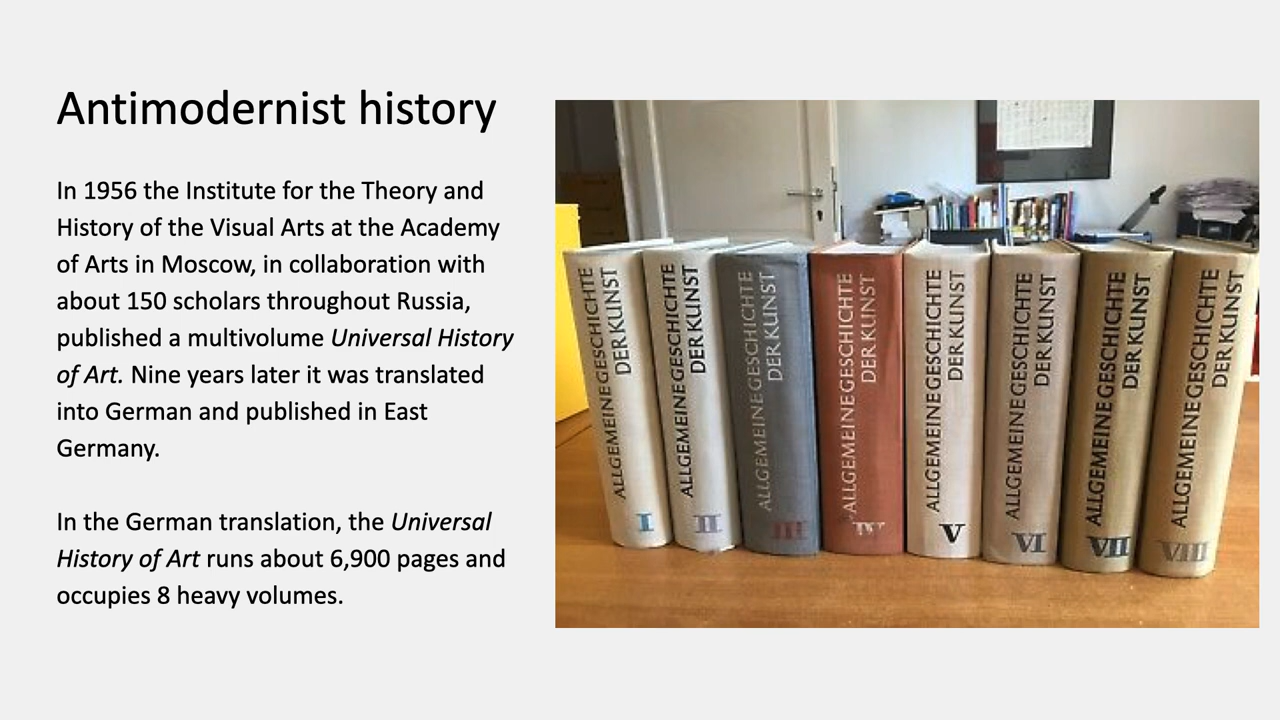 Antimodernist history
In 1956 the Institute for the Theory and
History of the Visual Arts at the Academy
of Arts in Moscow, in collaboration with
about 150 scholars throughout Russia,
published a multivolume Universal History
of Art. Nine years later it was translated
into German and published in East
Germany.
In the German translation, the Universal
History of Art runs about 6,900 pages and
occupies 8 heavy volumes.
ALLGEMEINE GESCHICHTE
DER KUNST
I
ALLGEMEINE GESCHICHTE
DER KUNST
II
ALLGEMEINE GESCHICHTE
DER KUNST
III
ALLGEMEINE GESCHICHTE
DER KUNST
IV
ALLGEMEINE GESCHICHTE
DER KUNST
V
ALLGEMEINE GESCHICHTE
DER KUNST
VI
ALLGEMEINE GESCHICHTE
DER KUNST
VII
ALLGEMEINE GESCHICHTE
DER KUNST
VIII